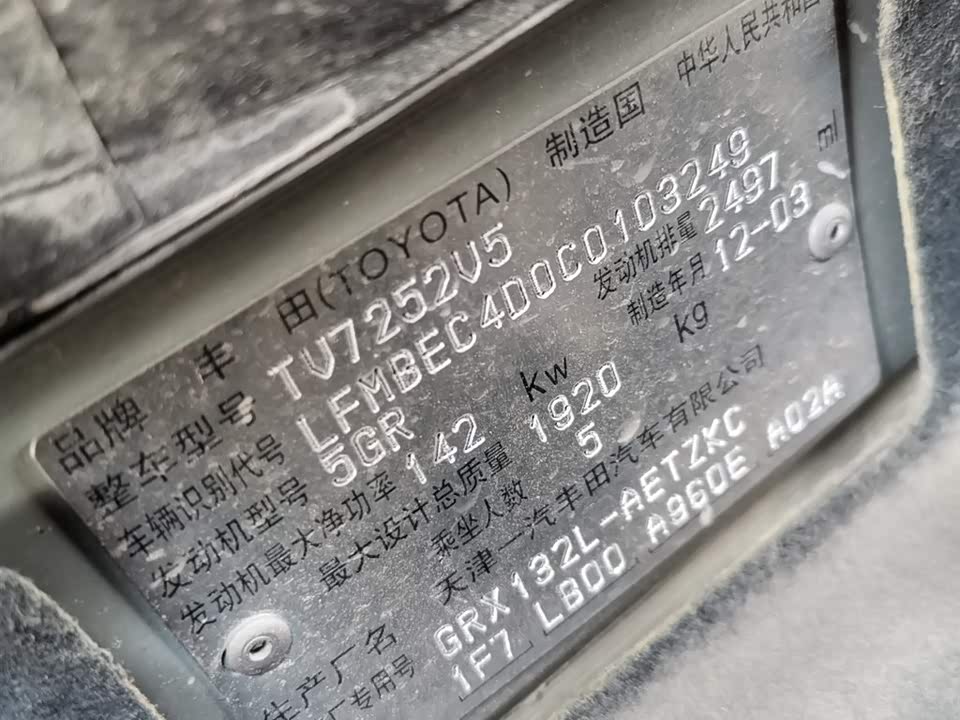 品牌 丰田(TOYOTA) 制造国 中华人民共和国
整车型号 TV7252V5
车辆识别代号 LFMBEC4D0C0103249
发动机型号 5GR 发动机排量 2497 ml
发动机最大净功率 142 kw 制造年月 12-03
最大设计总质量 1920 kg
乘坐人数 5
生产厂名 天津一汽丰田汽车有限公司
厂专用号 GRX132L-AETZKC
1F7 LB00 A960E A02A